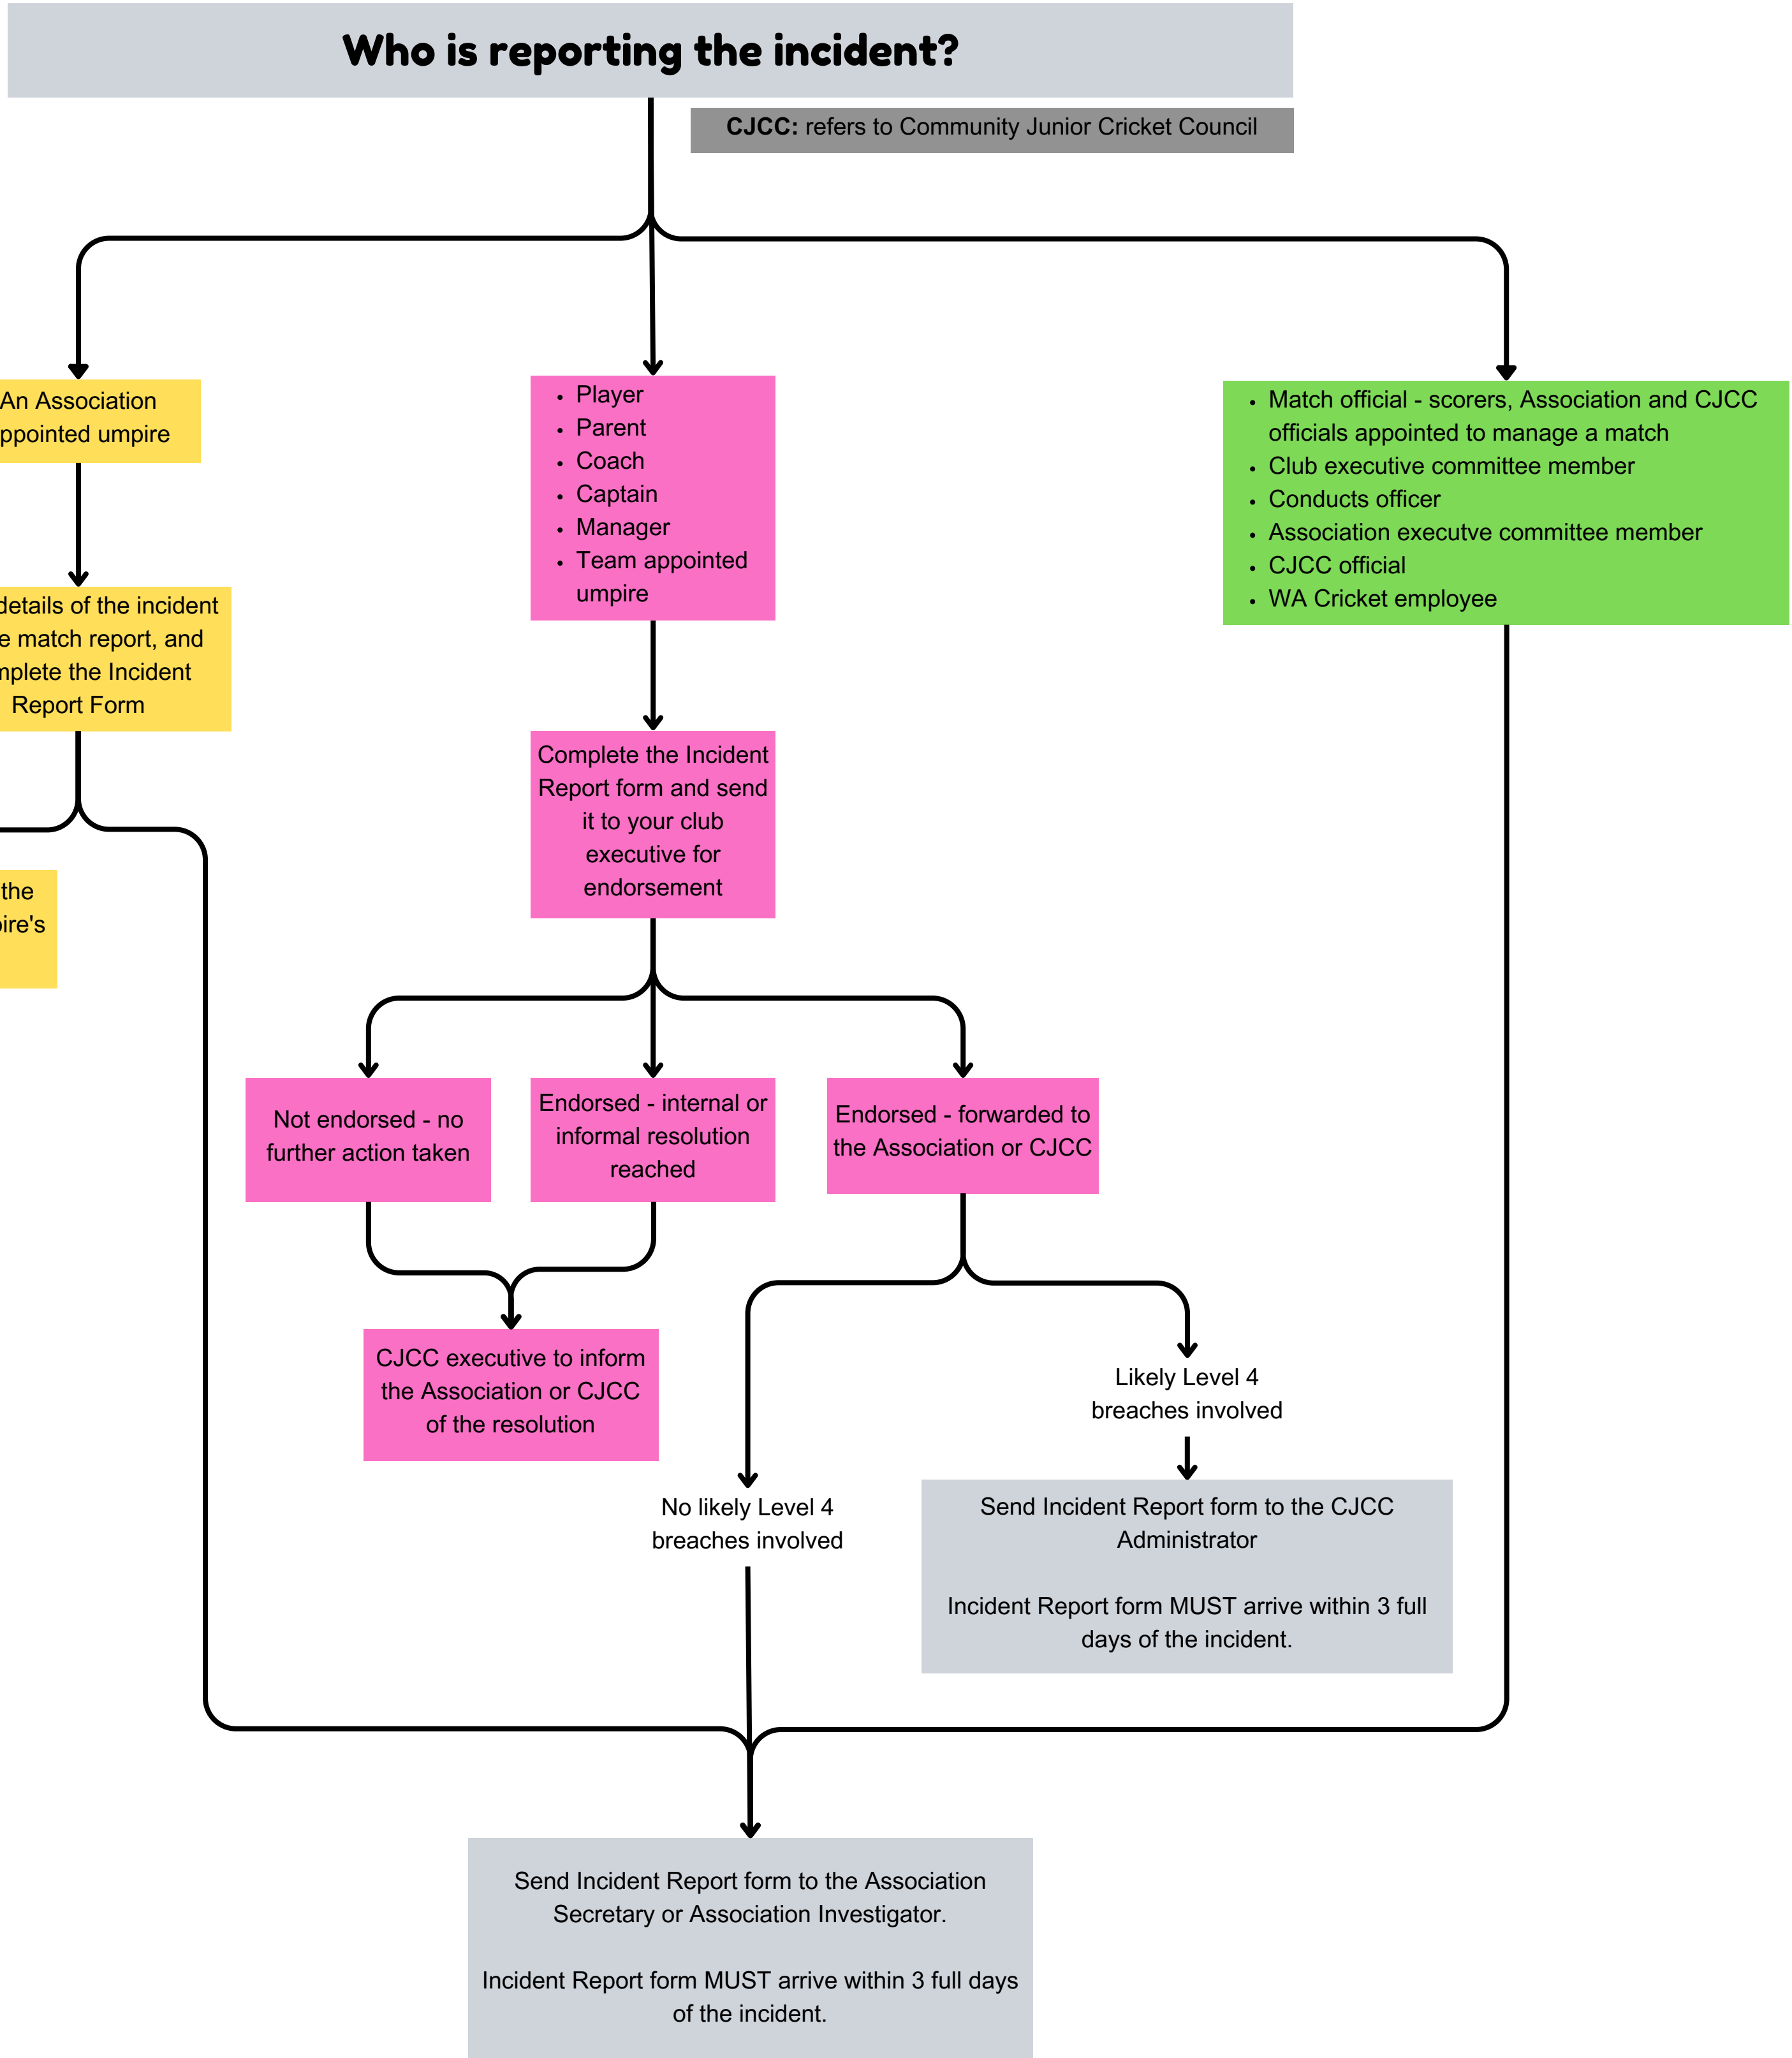 Who is reporting the incident?
CJCC: refers to Community Junior Cricket Council
An Association
umpire
• Player
• Parent
• Coach
• Captain
• Manager
• Team appointed
umpire
• Match official - scorers, Association and CJCC
officials appointed to manage a match
• Club executive committee member
• Conducts officer
• Association executve committee member
• CJCC official
• WA Cricket employee
details of the incident
match report, and
the Incident
Report Form
Complete the Incident
Report form and send
it to your club
executive for
endorsement
the
Not endorsed - no
further action taken
Endorsed - internal or
informal resolution
reached
Endorsed - forwarded to
the Association or CJCC
CJCC executive to inform
the Association or CJCC
of the resolution
Likely Level 4
breaches involved
No likely Level 4
breaches involved
Send Incident Report form to the CJCC
Administrator
Incident Report form MUST arrive within 3 full
days of the incident.
Send Incident Report form to the Association
Secretary or Association Investigator.
Incident Report form MUST arrive within 3 full days
of the incident.